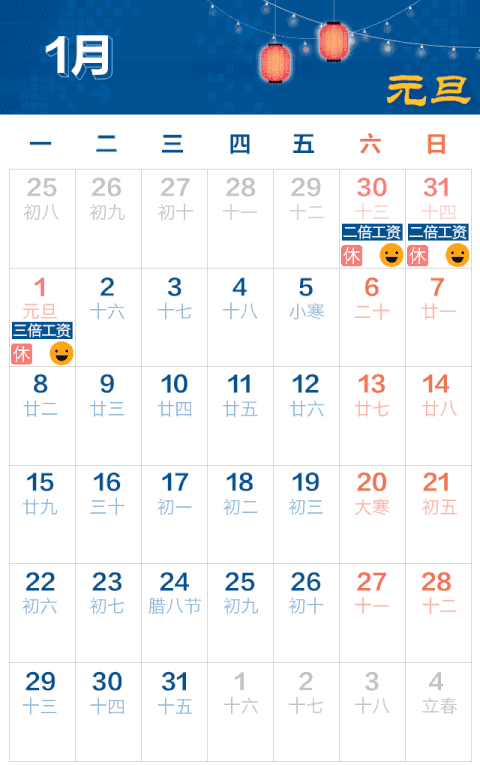 1月
元旦
一 二 三 四 五 六 日
25 26 27 28 29 30 31
初八 初九 初十 十一 十二 十三 十四
二倍工资 二倍工资
休 休
1 2 3 4 5 6 7
元旦 十六 十七 十八 小寒 二十 廿一
三倍工资
休
8 9 10 11 12 13 14
廿二 廿三 廿四 廿五 廿六 廿七 廿八
15 16 17 18 19 20 21
廿九 三十 初一 初二 初三 大寒 初五
22 23 24 25 26 27 28
初六 初七 腊八节 初九 初十 十一 十二
29 30 31 1 2 3 4
十三 十四 十五 十六 十七 十八 立春